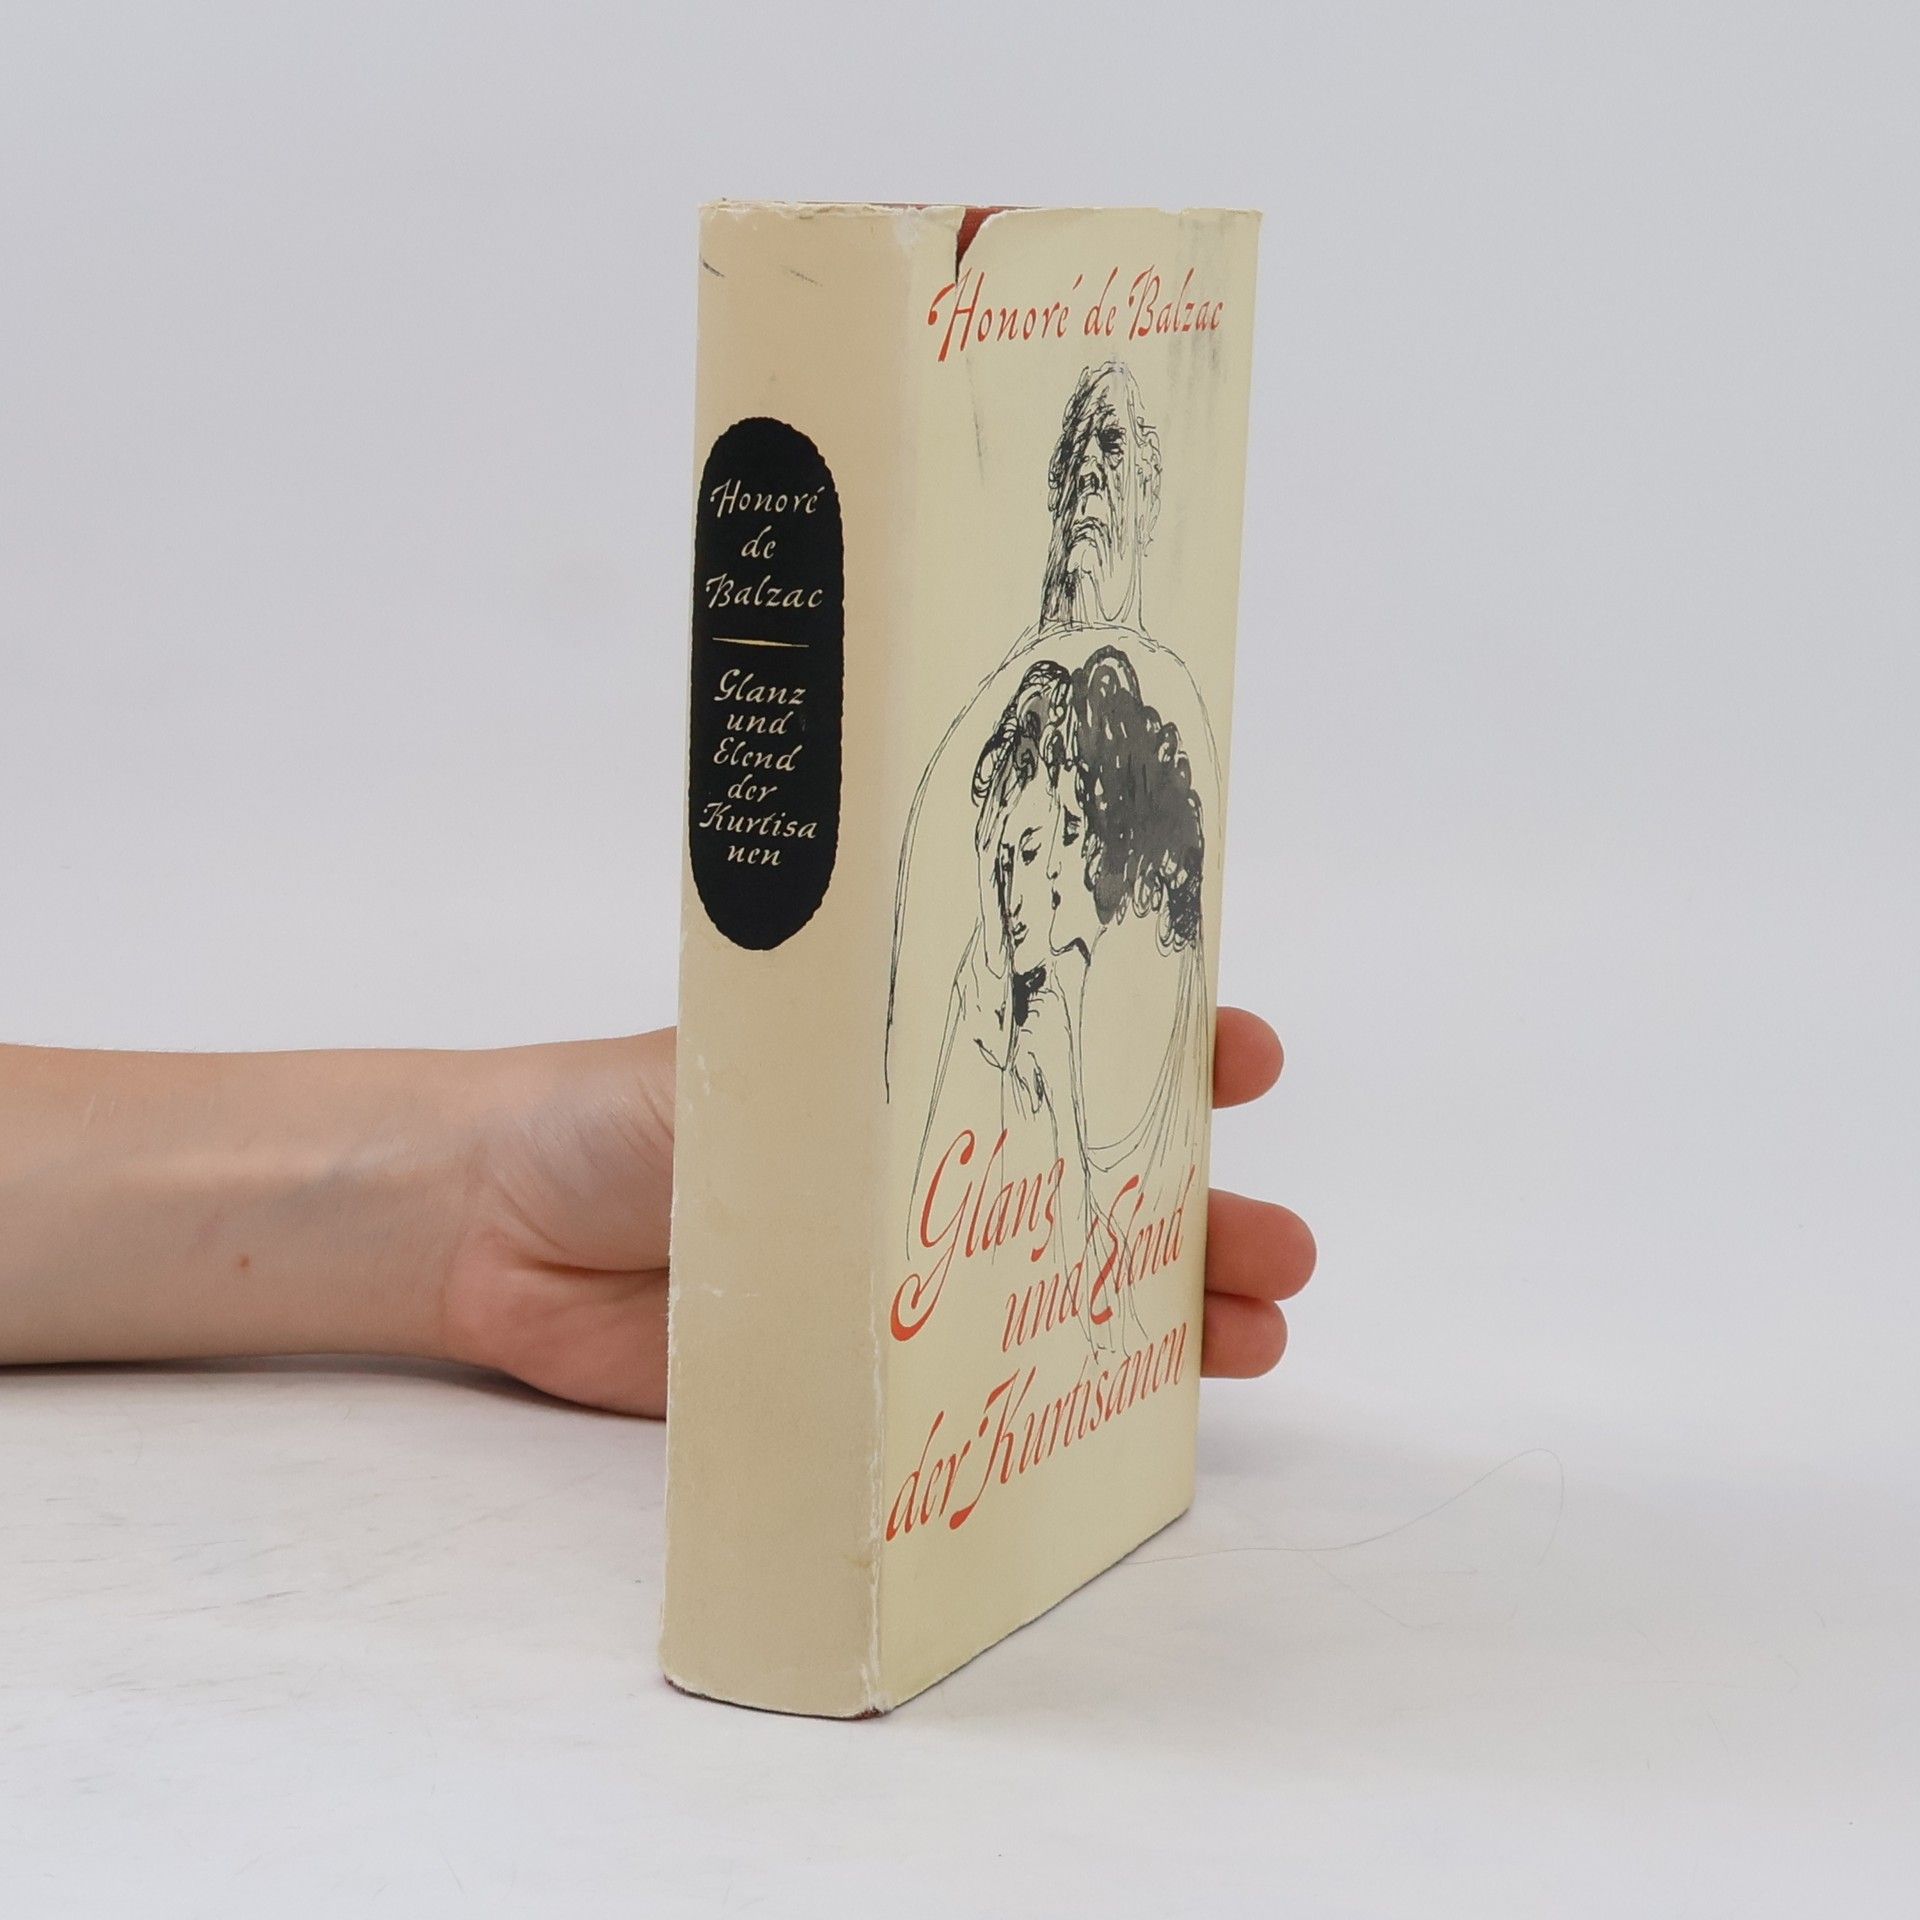 Honoré
de
Balzac
Glanz
und
Elend
der
Kurtisa
nen
Honoré de Balzac
Glanz
und Elend
der Kurtisanen